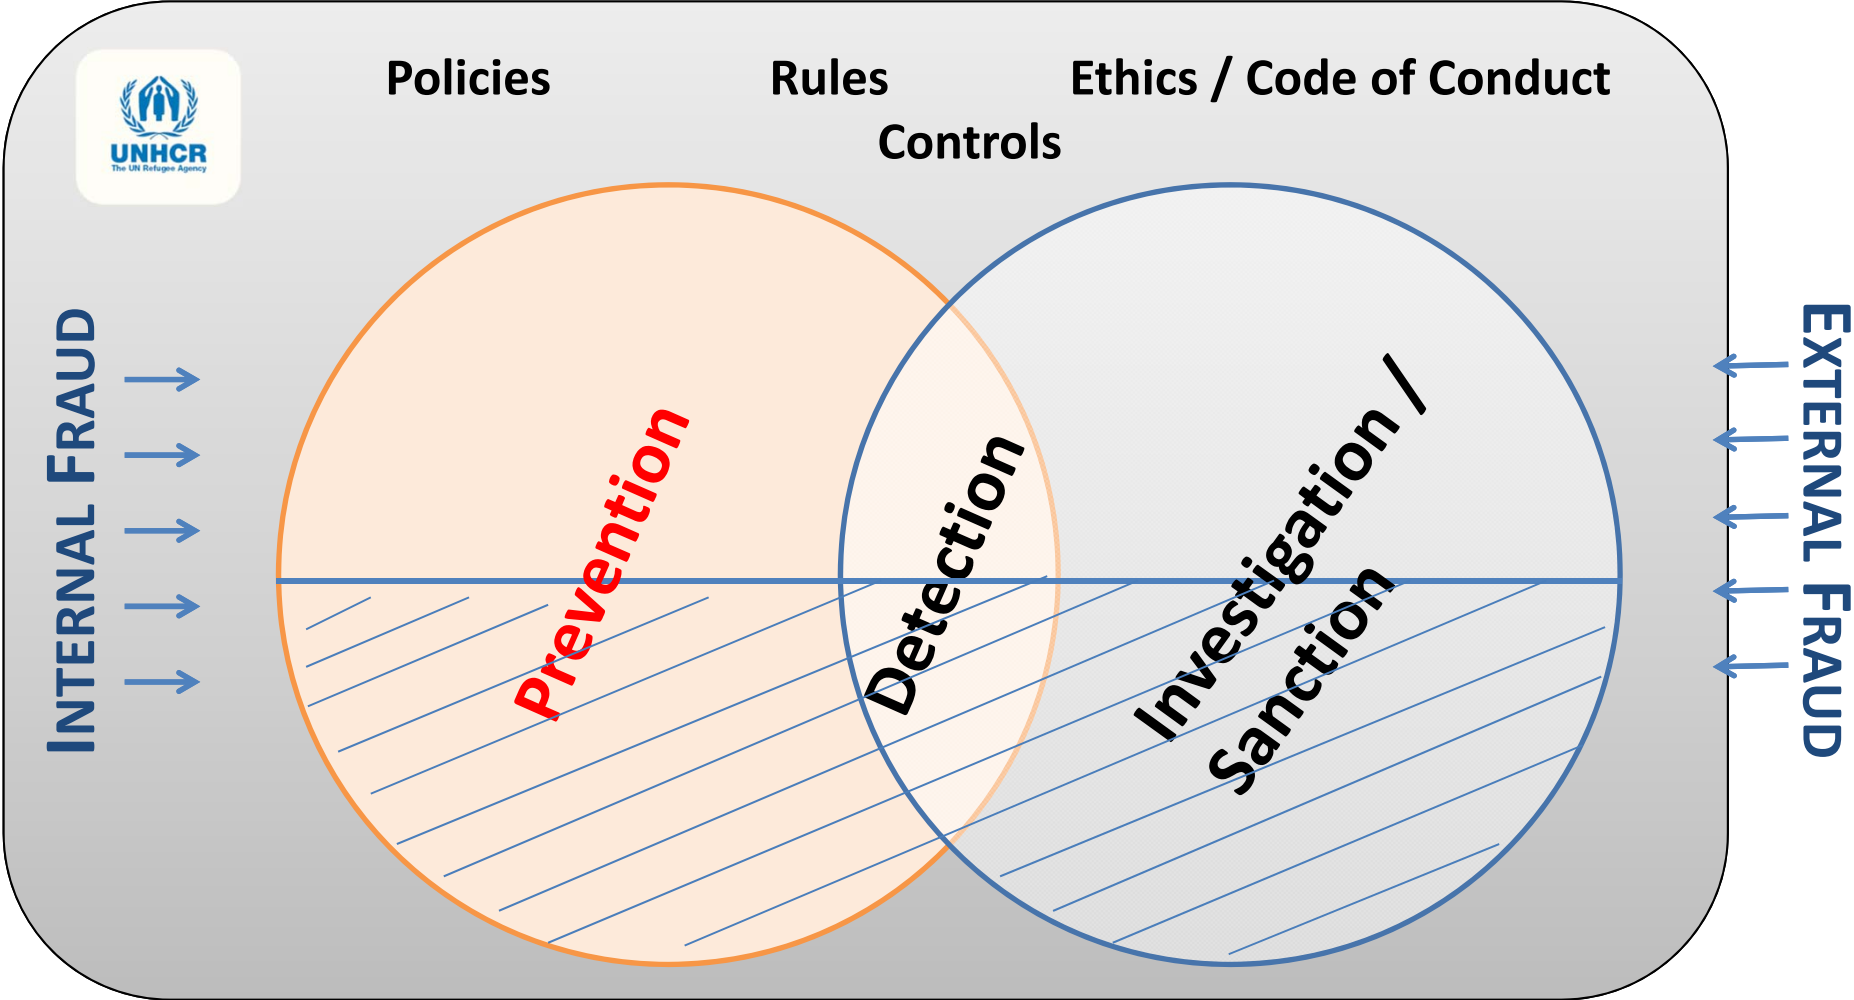 Policies Rules Ethics / Code of Conduct
Controls
UNHCR
The UN Refugee Agency
INTERNAL FRAUD
Prevention
Detection
Investigation /
Sanction
EXTERNAL FRAUD